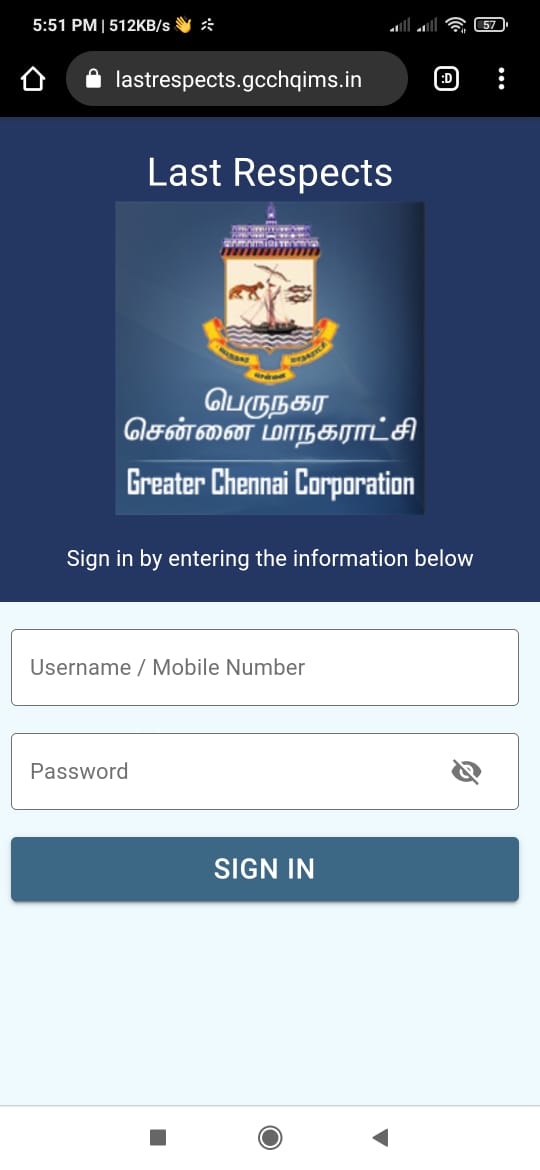 5:51 PM | 512KB/s
57
lastrespects.gcchqims.in
:D
Last Respects
பெருநகர
சென்னை மாநகராட்சி
Greater Chennai Corporation
Sign in by entering the information below
Username / Mobile Number
Password
SIGN IN